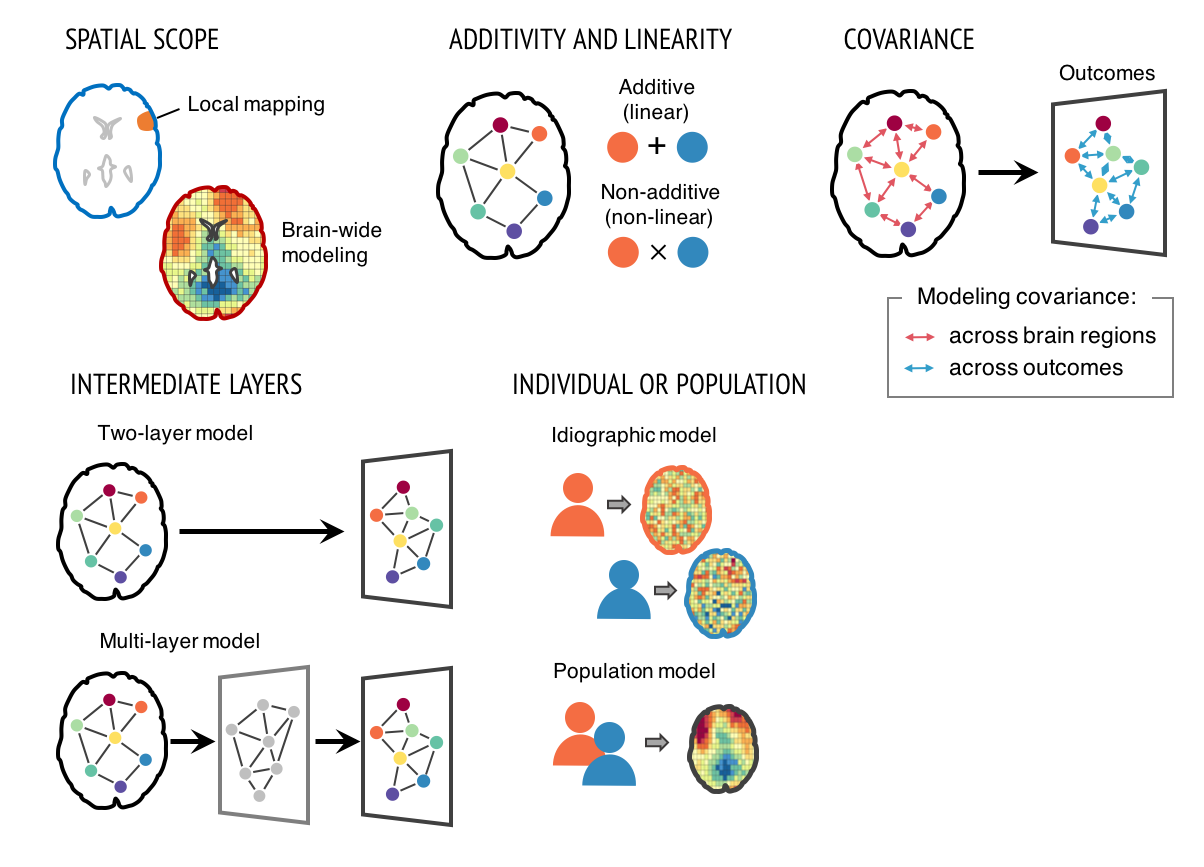 SPATIAL SCOPE
Local mapping
Brain-wide
modeling
ADDITIVITY AND LINEARITY
Additive
(linear)
+
Non-additive
(non-linear)
×
COVARIANCE
Outcomes
Modeling covariance:
across brain regions
across outcomes
INTERMEDIATE LAYERS
Two-layer model
Multi-layer model
INDIVIDUAL OR POPULATION
Idiographic model
Population model